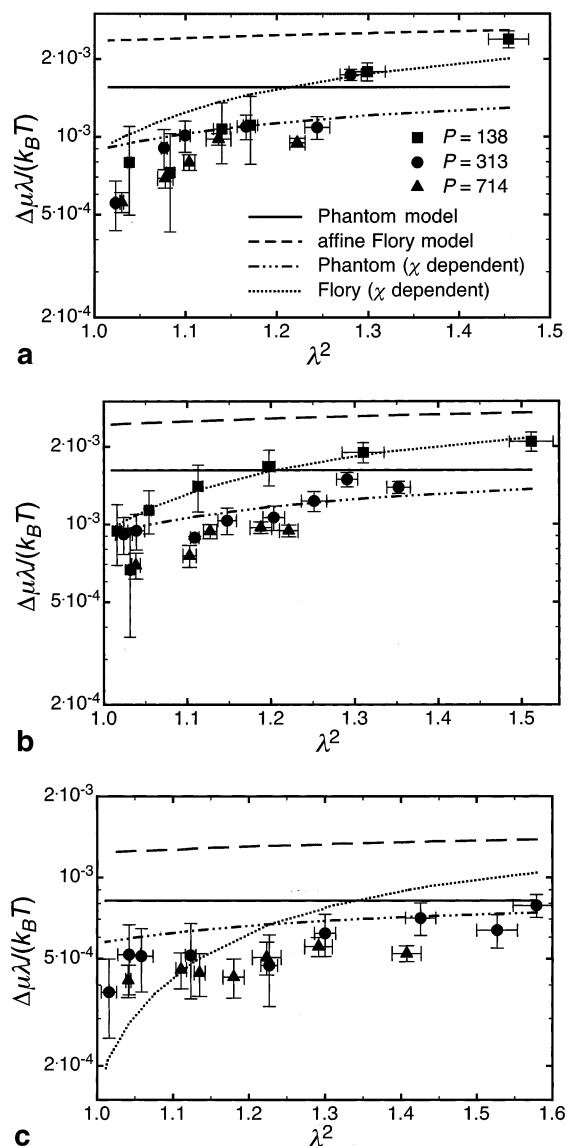 2·10⁻³
1·10⁻³
5·10⁻⁴
2·10⁻⁴
Δμλ/(k_BT)
P = 138
P = 313
P = 714
Phantom model
affine Flory model
Phantom (χ dependent)
Flory (χ dependent)
1.0 1.1 1.2 1.3 1.4 1.5
a
λ²
2·10⁻³
1·10⁻³
5·10⁻⁴
2·10⁻⁴
Δμλ/(k_BT)
1.0 1.1 1.2 1.3 1.4 1.5
b
λ²
2·10⁻³
1·10⁻³
5·10⁻⁴
2·10⁻⁴
Δμλ/(k_BT)
1.0 1.1 1.2 1.3 1.4 1.5 1.6
c
λ²